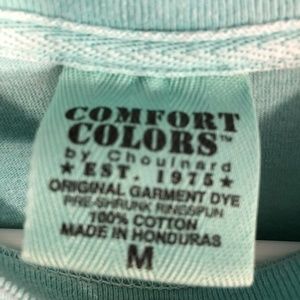 COMFORT
COLORS™
by Chouinard
★ EST. 1975 ★
ORIGINAL GARMENT DYE
PRE-SHRUNK RINGSPUN
100% COTTON
MADE IN HONDURAS
M